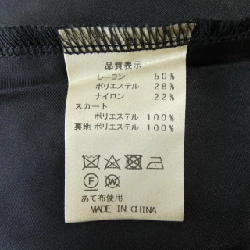 品質表示
レーヨン 50%
ポリエステル 28%
ナイロン 22%
スカート
ポリエステル 100%
裏地 ポリエステル 100%
あて布使用
MADE IN CHINA